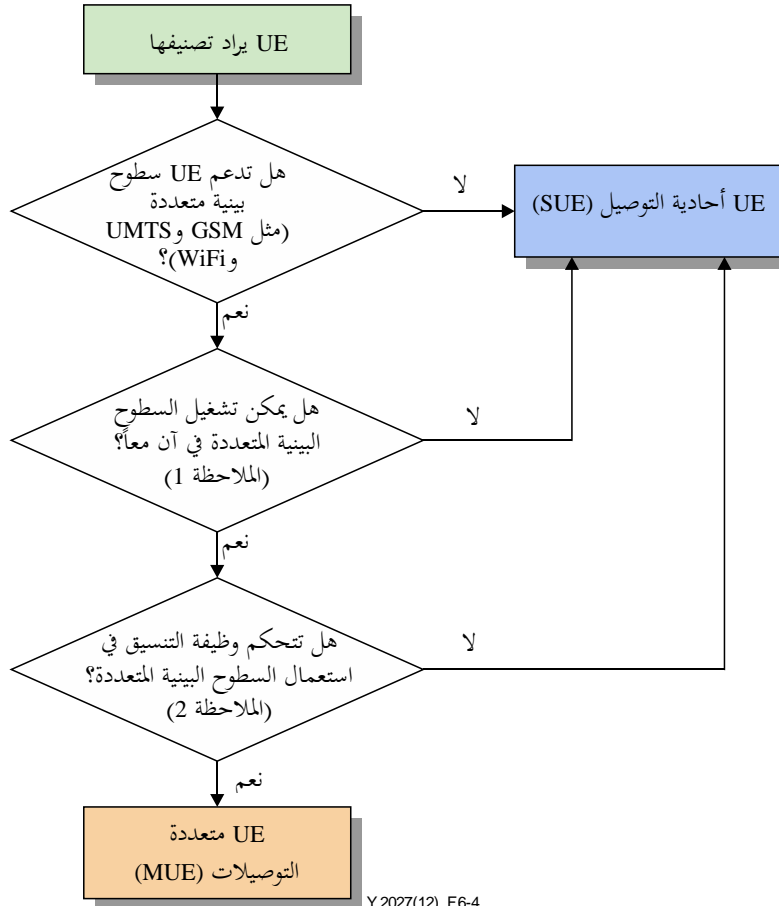 UE يراد تصنيفها
هل تدعم UE سطوح
بينية متعددة
(مثل GSM وUMTS
وWiFi)؟
لا
UE أحادية التوصيل (SUE)
نعم
هل يمكن تشغيل السطوح
البينية المتعددة في آن معاً؟
(الملاحظة 1)
لا
نعم
هل تتحكم وظيفة التنسيق في
استعمال السطوح البينية المتعددة؟
(الملاحظة 2)
لا
نعم
UE متعددة
التوصيلات (MUE)
Y.2027(12)_F6-4